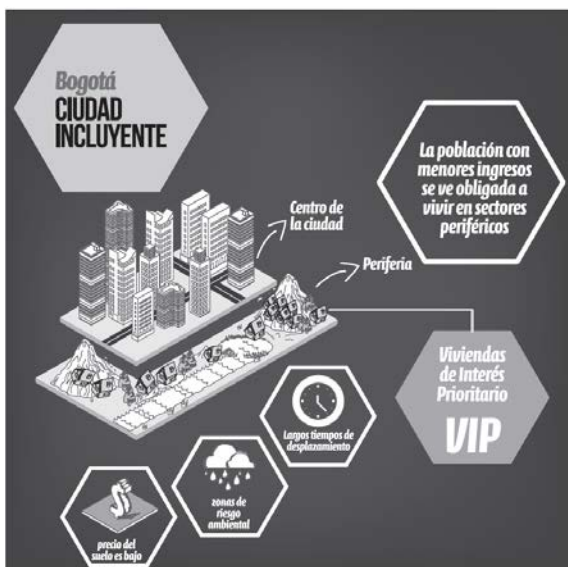 Bogotá
CIUDAD
INCLUYENTE
La población con
menores ingresos
se ve obligada a
vivir en sectores
periféricos
Centro de
la ciudad
Periferia
Viviendas
de Interés
Prioritario
VIP
Largos tiempos de
desplazamiento
zonas de
riesgo
ambiental
precio del
suelo es bajo